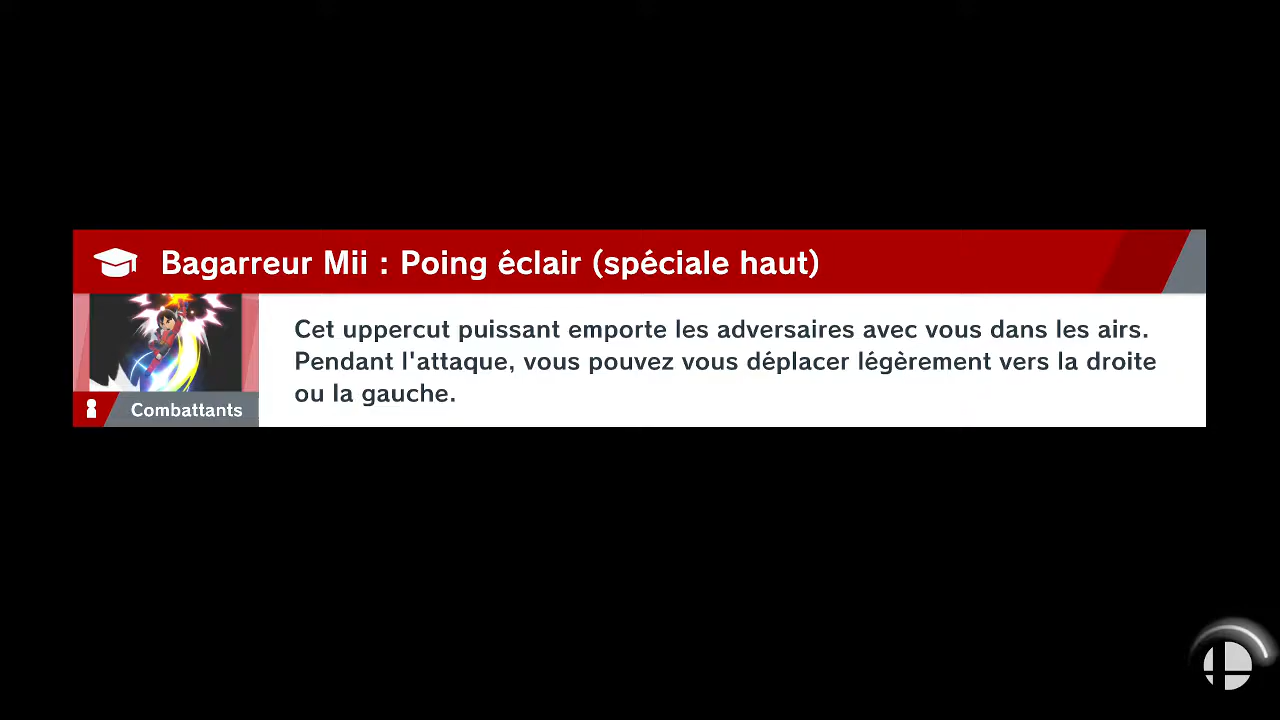 Bagarreur Mii : Poing éclair (spéciale haut)
Cet uppercut puissant emporte les adversaires avec vous dans les airs.
Pendant l'attaque, vous pouvez vous déplacer légèrement vers la droite
ou la gauche.
Combattants